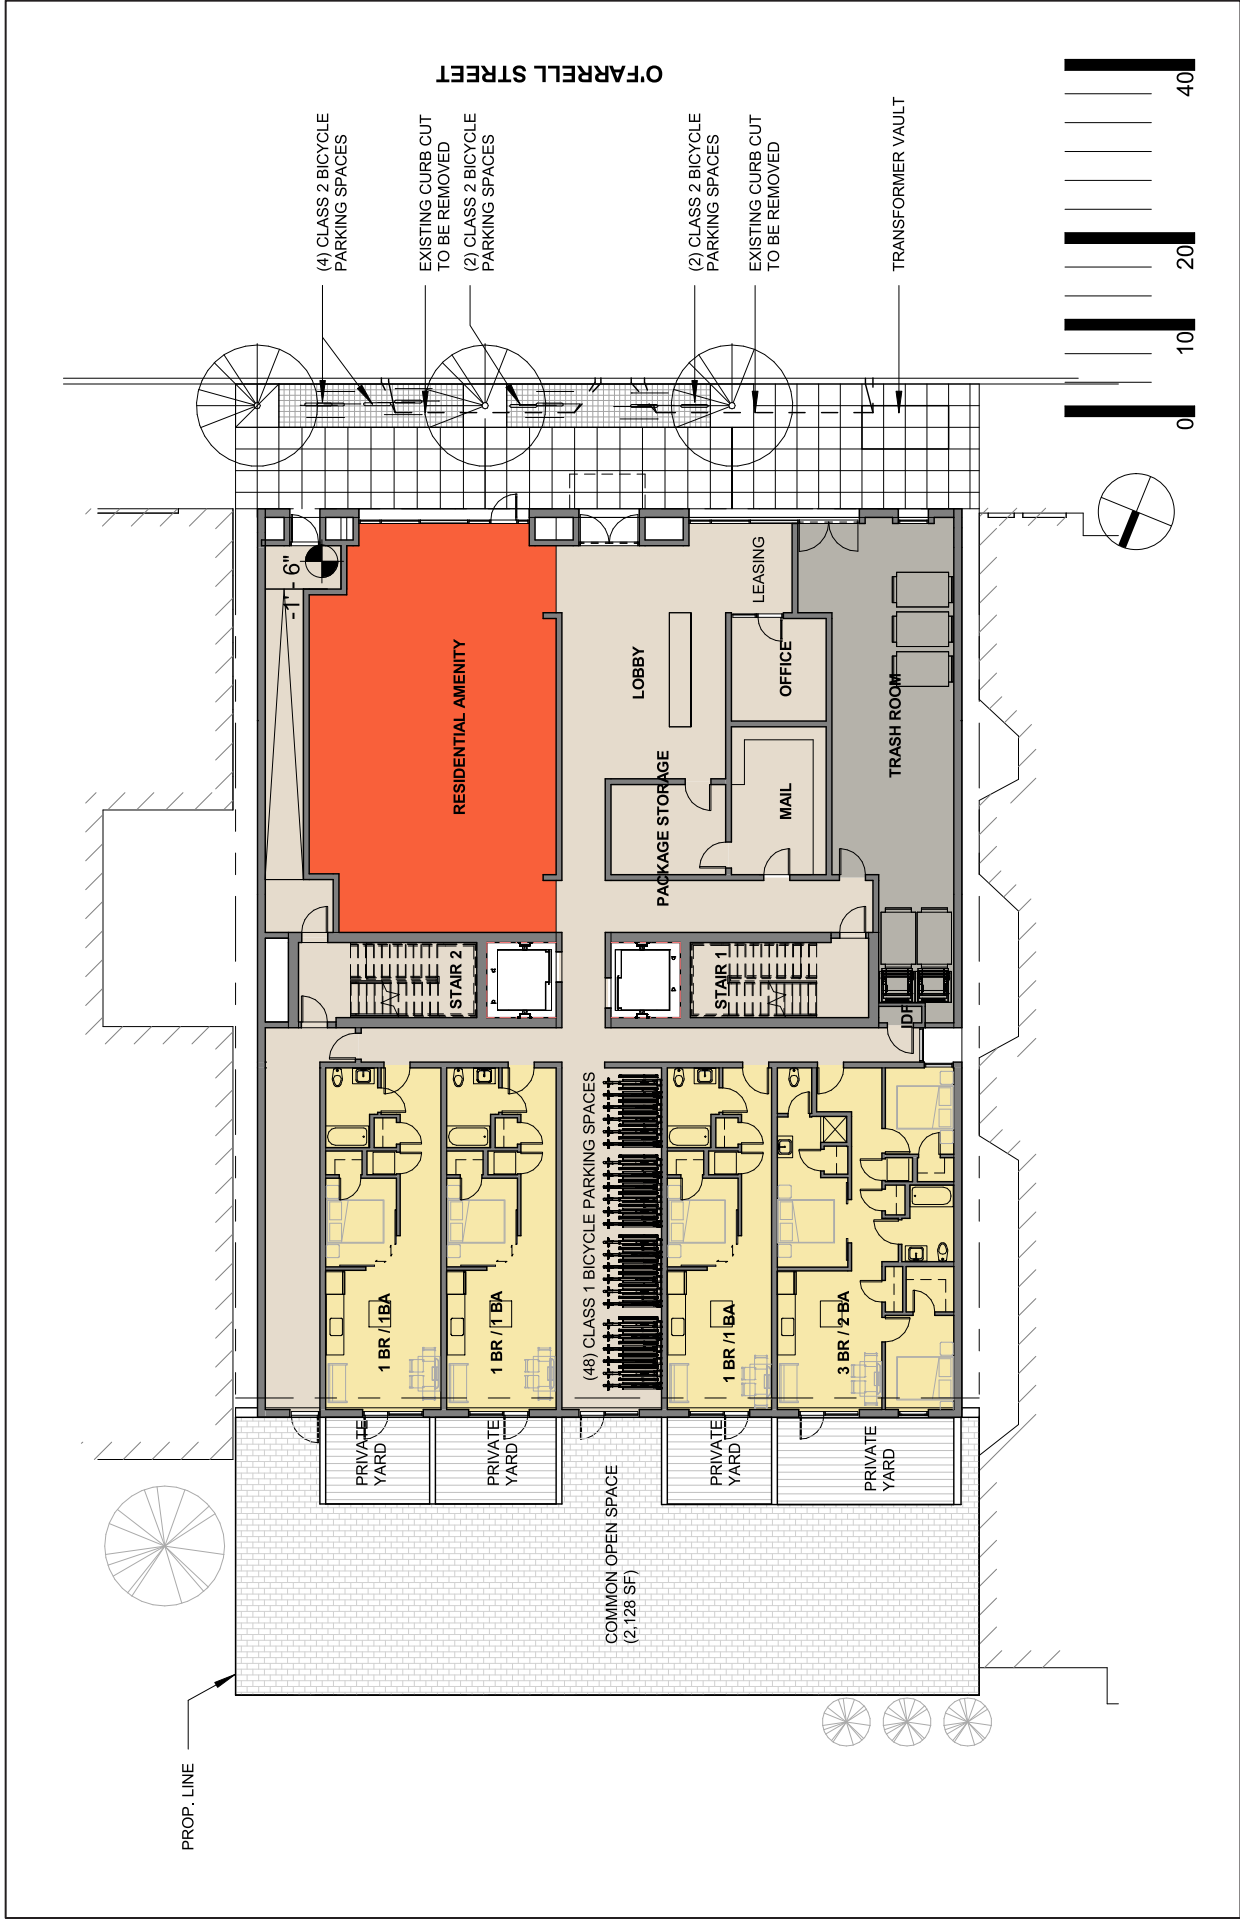 O'FARRELL STREET
(4) CLASS 2 BICYCLE
PARKING SPACES
EXISTING CURB CUT
TO BE REMOVED
(2) CLASS 2 BICYCLE
PARKING SPACES
(2) CLASS 2 BICYCLE
PARKING SPACES
EXISTING CURB CUT
TO BE REMOVED
TRANSFORMER VAULT
0
10
20
40
-1' - 6"
RESIDENTIAL AMENITY
LOBBY
LEASING
OFFICE
TRASH ROOM
PACKAGE STORAGE
MAIL
STAIR 2
STAIR 1
IDF
(48) CLASS 1 BICYCLE PARKING SPACES
1 BR / 1BA
1 BR / 1 BA
1 BR /1 BA
3 BR / 2 BA
PRIVATE
YARD
PRIVATE
YARD
PRIVATE
YARD
PRIVATE
YARD
COMMON OPEN SPACE
(2,128 SF)
PROP. LINE